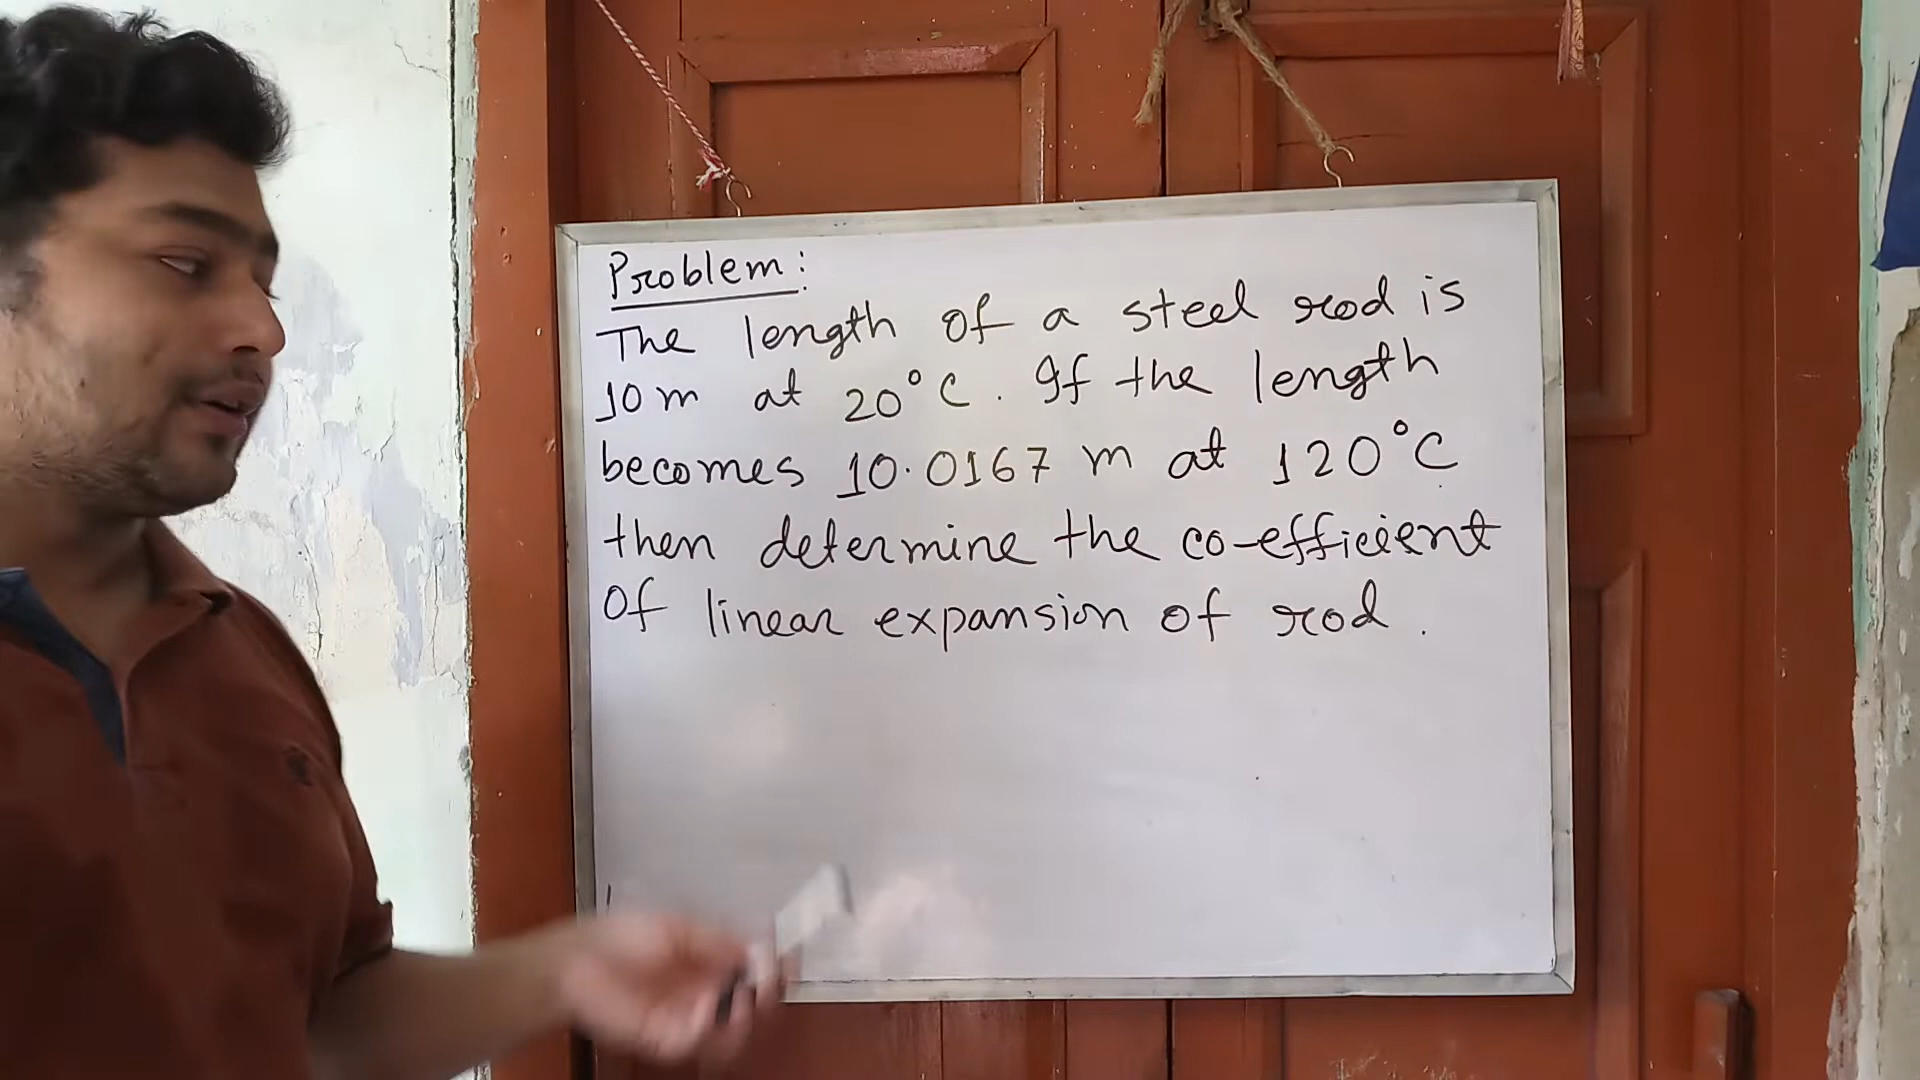 Problem:
The length of a steel rod is
10m at 20°C. If the length
becomes 10.0167 m at 120°C
then determine the co-efficient
of linear expansion of rod.